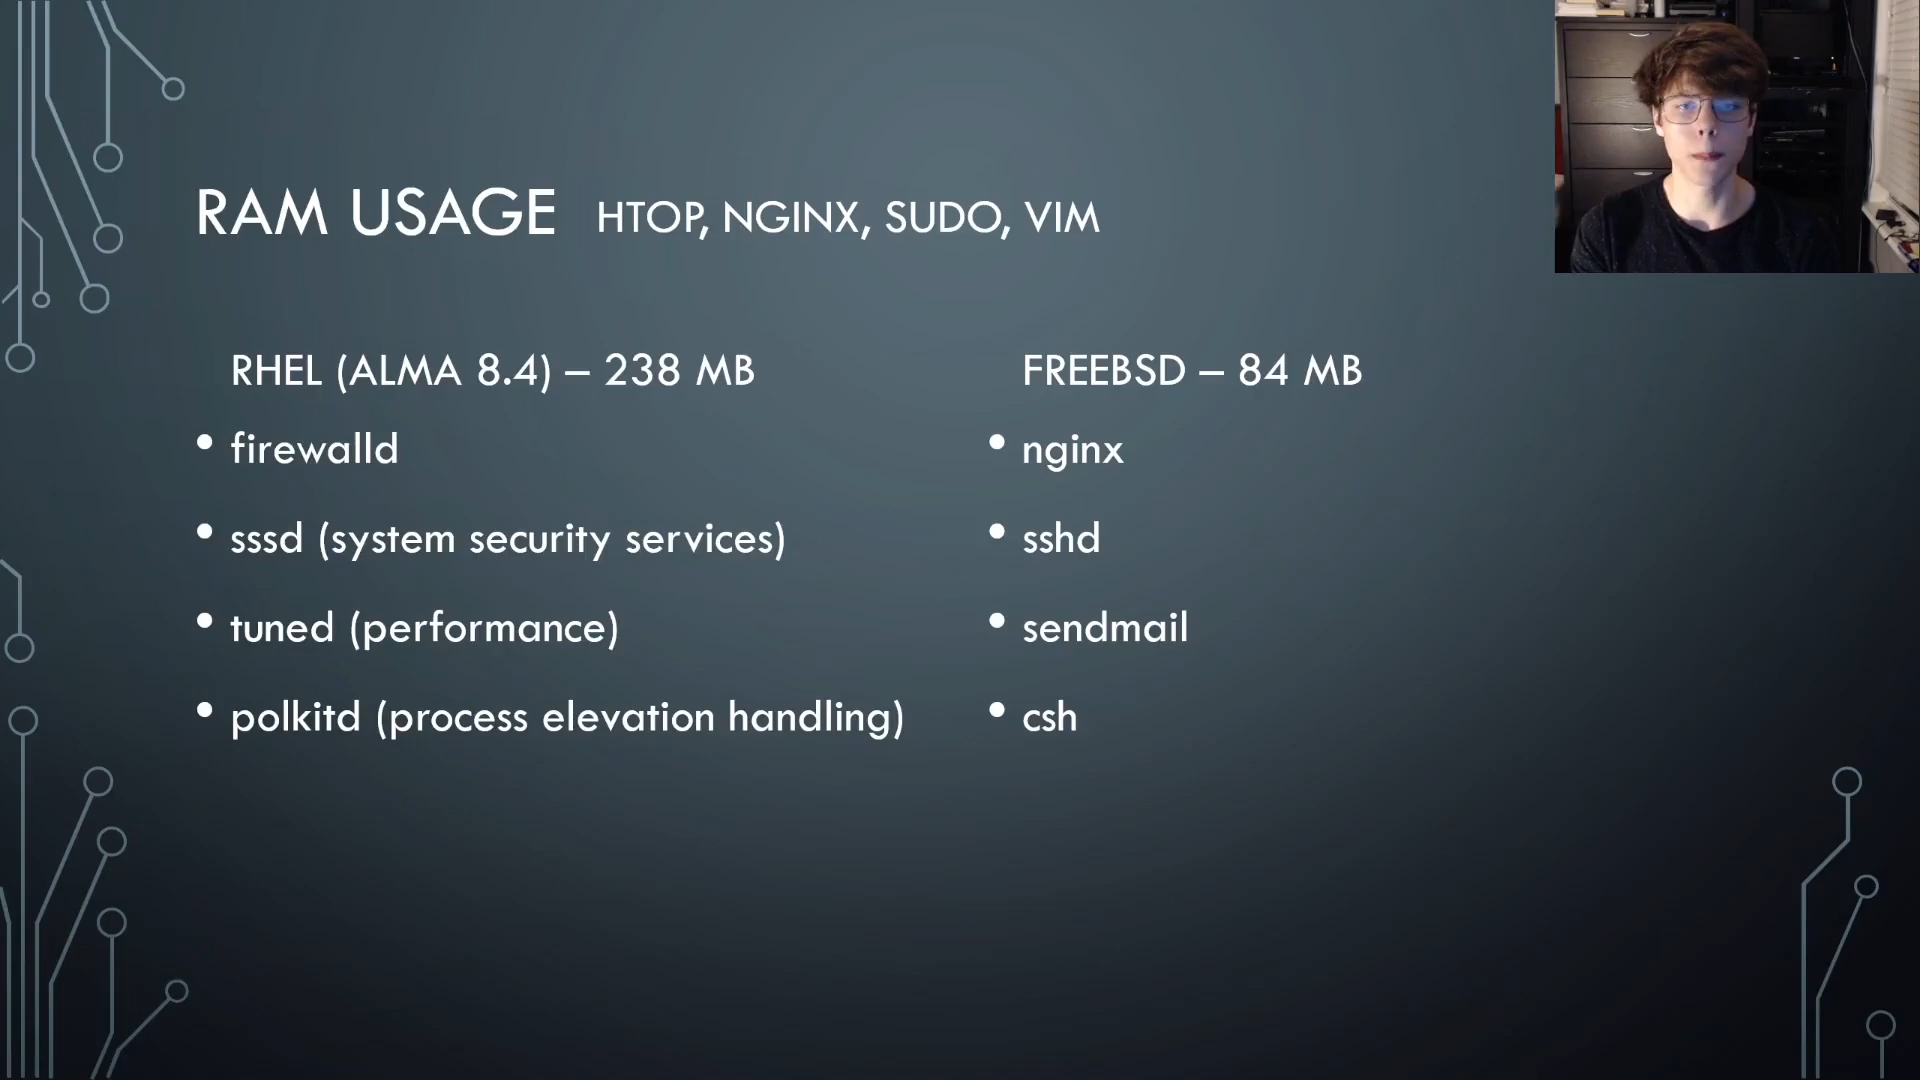 RAM USAGE HTOP, NGINX, SUDO, VIM
RHEL (ALMA 8.4) – 238 MB
• firewalld
• sssd (system security services)
• tuned (performance)
• polkitd (process elevation handling)
FREEBSD – 84 MB
• nginx
• sshd
• sendmail
• csh